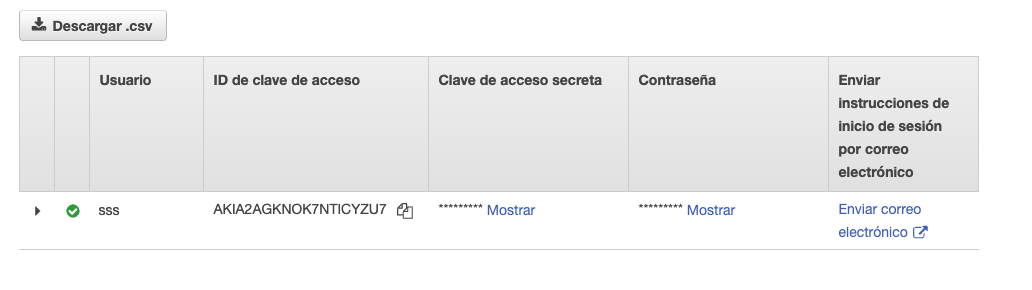 Descargar .csv
Usuario
ID de clave de acceso
Clave de acceso secreta
Contraseña
Enviar
instrucciones de
inicio de sesión
por correo
electrónico
sss
AKIA2AGKNOK7NTICYZU7
********* Mostrar
********* Mostrar
Enviar correo
electrónico